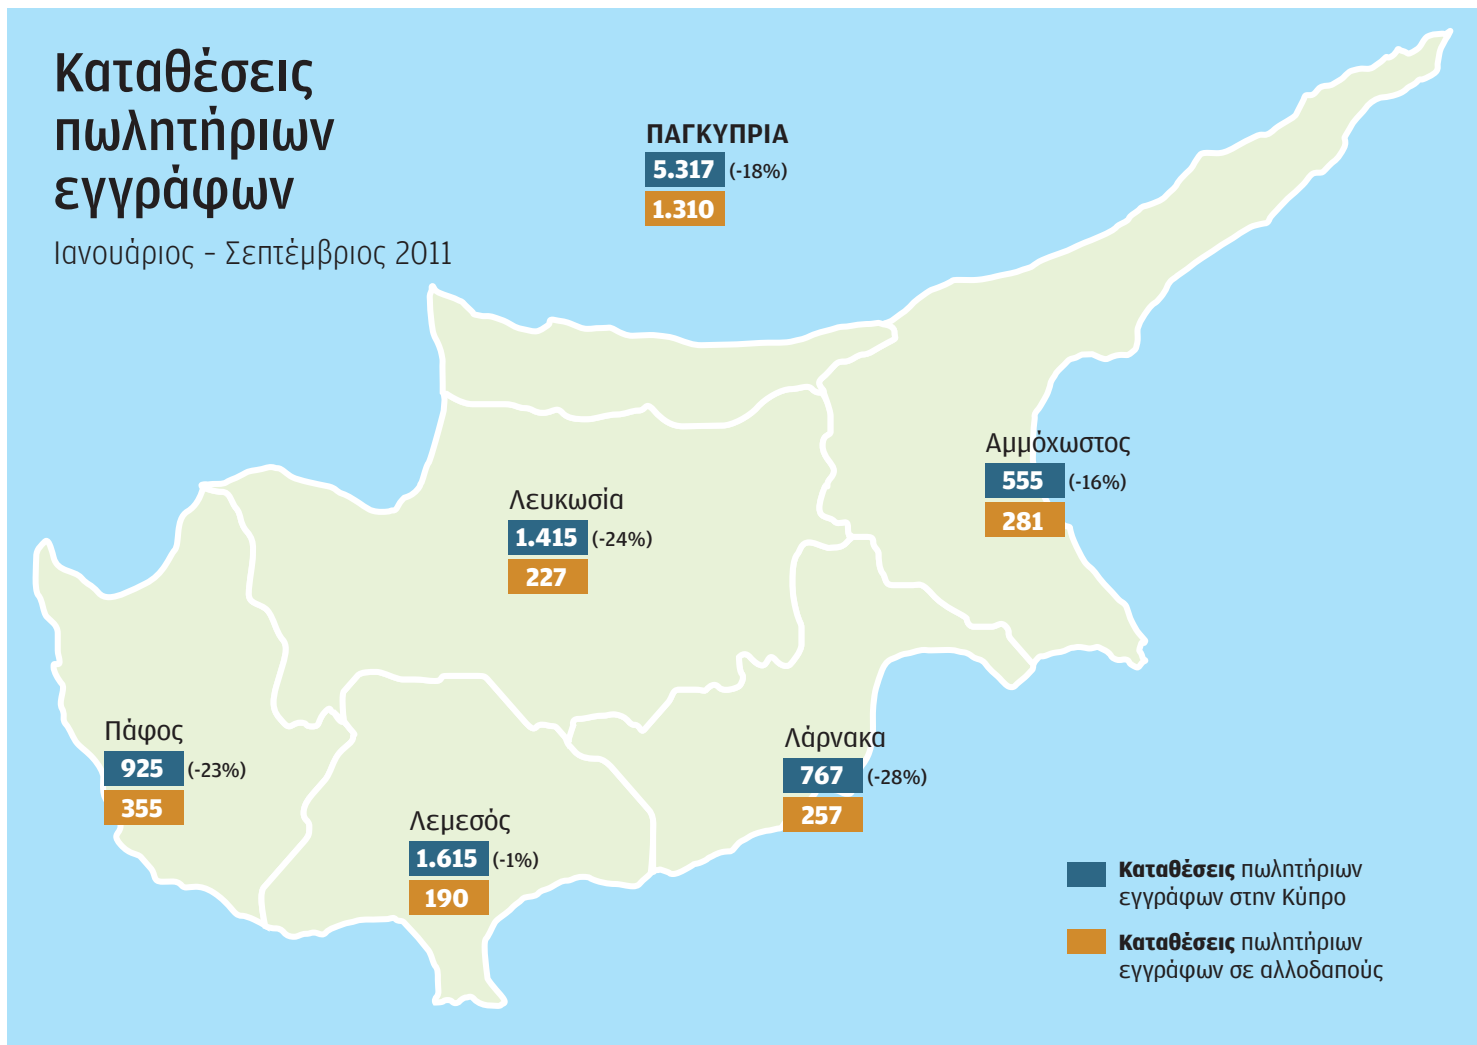 Καταθέσεις
πωλητήριων
εγγράφων
Ιανουάριος - Σεπτέμβριος 2011
ΠΑΓΚΥΠΡΙΑ
5.317 (-18%)
1.310
Αμμόχωστος
555 (-16%)
281
Λευκωσία
1.415 (-24%)
227
Πάφος
925 (-23%)
355
Λάρνακα
767 (-28%)
257
Λεμεσός
1.615 (-1%)
190
Καταθέσεις πωλητήριων
εγγράφων στην Κύπρο
Καταθέσεις πωλητήριων
εγγράφων σε αλλοδαπούς